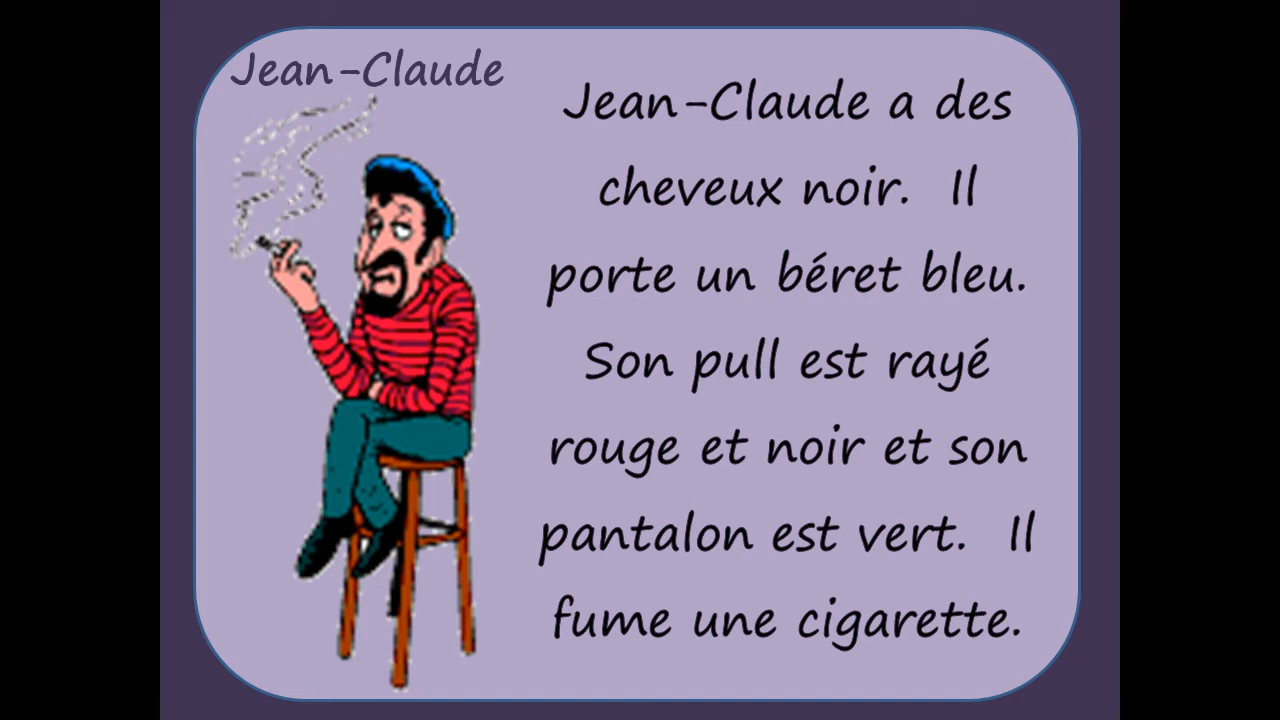 Jean-Claude
Jean-Claude a des
cheveux noir. Il
porte un béret bleu.
Son pull est rayé
rouge et noir et son
pantalon est vert. Il
fume une cigarette.